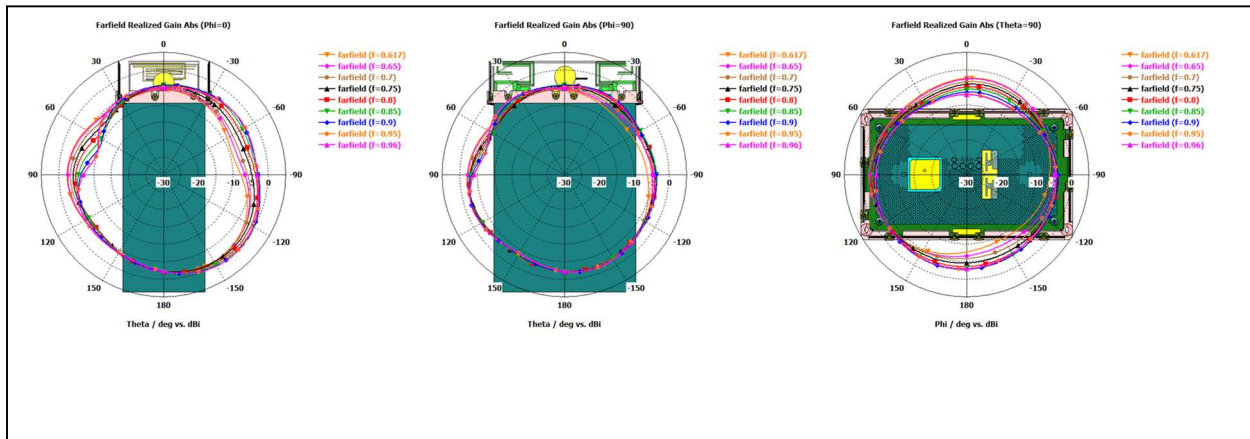 Farfield Realized Gain Abs (Phi=0)
0
30
-30
60
-60
90
-30
-20
-10
0
-90
120
-120
150
-150
180
Theta / deg vs. dBi
farfield (f=0.617)
farfield (f=0.65)
farfield (f=0.7)
farfield (f=0.75)
farfield (f=0.8)
farfield (f=0.85)
farfield (f=0.9)
farfield (f=0.95)
farfield (f=0.96)
Farfield Realized Gain Abs (Phi=90)
0
30
-30
60
-60
90
-30
-20
-10
0
-90
120
-120
150
-150
180
Theta / deg vs. dBi
farfield (f=0.617)
farfield (f=0.65)
farfield (f=0.7)
farfield (f=0.75)
farfield (f=0.8)
farfield (f=0.85)
farfield (f=0.9)
farfield (f=0.95)
farfield (f=0.96)
Farfield Realized Gain Abs (Theta=90)
0
30
-30
60
-60
90
-30
-20
-10
0
-90
120
-120
150
-150
180
Phi / deg vs. dBi
farfield (f=0.617)
farfield (f=0.65)
farfield (f=0.7)
farfield (f=0.75)
farfield (f=0.8)
farfield (f=0.85)
farfield (f=0.9)
farfield (f=0.95)
farfield (f=0.96)